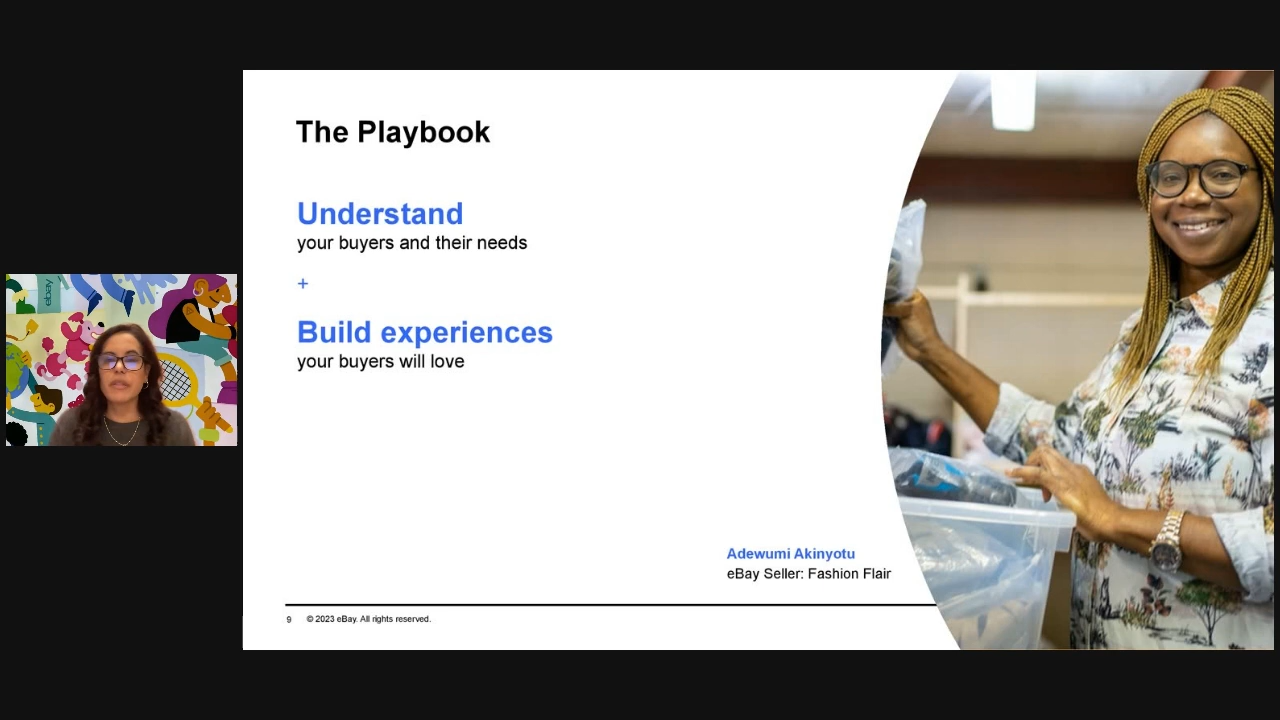 The Playbook
Understand
your buyers and their needs
+
Build experiences
your buyers will love
Adewumi Akinyotu
eBay Seller: Fashion Flair
9 © 2023 eBay. All rights reserved.
ebay